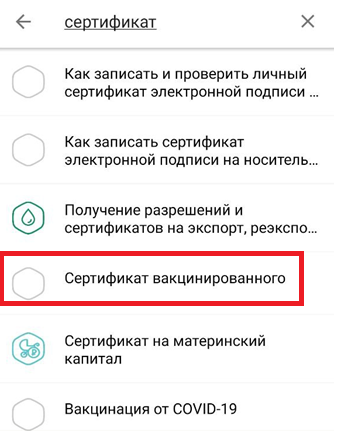 сертификат
Как записать и проверить личный
сертификат электронной подписи ...
Как записать сертификат
электронной подписи на носитель...
Получение разрешений и
сертификатов на экспорт, реэкспо...
Сертификат вакцинированного
Сертификат на материнский
капитал
Вакцинация от COVID-19